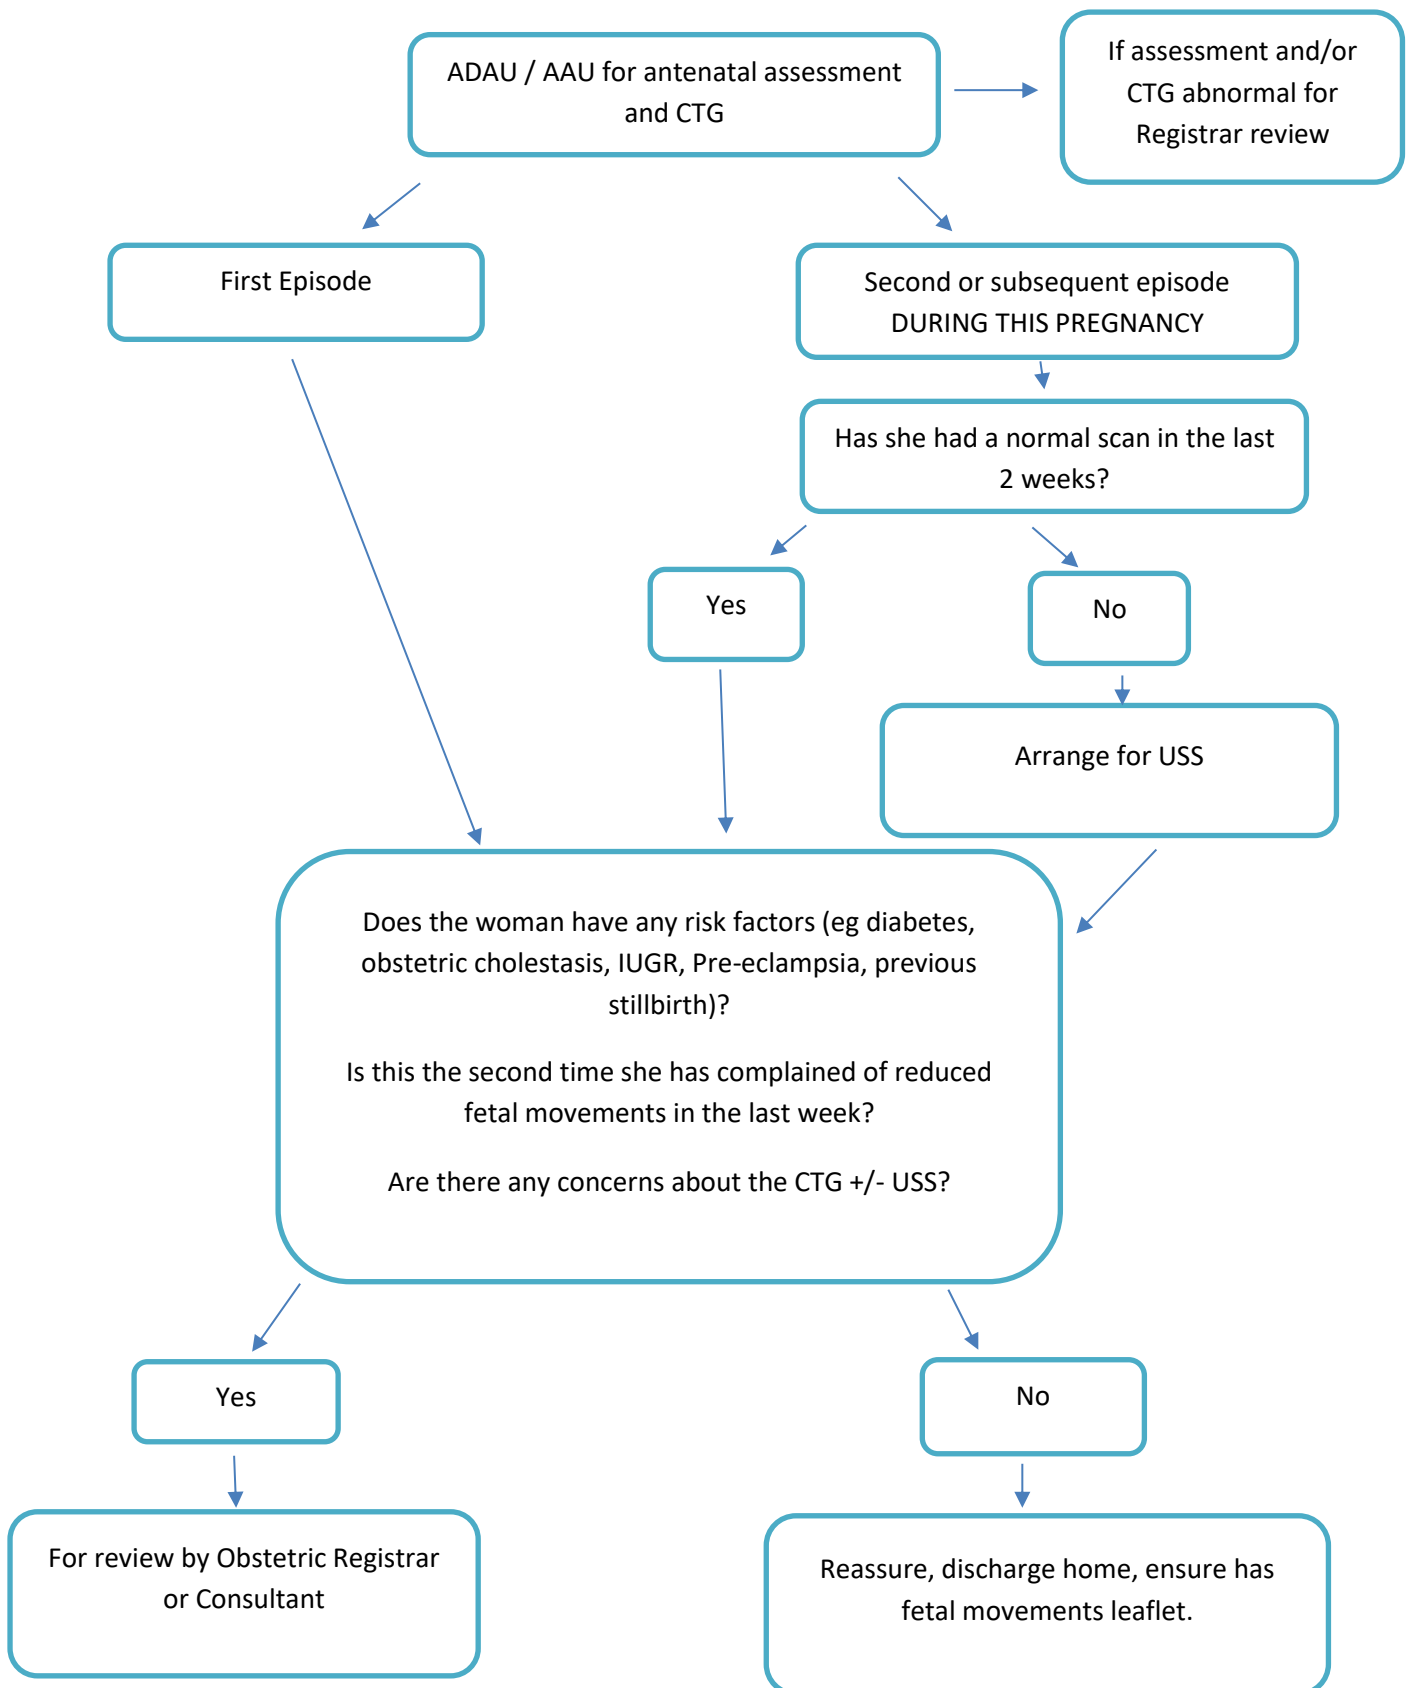 ADAU / AAU for antenatal assessment
and CTG
If assessment and/or
CTG abnormal for
Registrar review
First Episode
Second or subsequent episode
DURING THIS PREGNANCY
Has she had a normal scan in the last
2 weeks?
Yes
No
Arrange for USS
Does the woman have any risk factors (eg diabetes,
obstetric cholestasis, IUGR, Pre-eclampsia, previous
stillbirth)?
Is this the second time she has complained of reduced
fetal movements in the last week?
Are there any concerns about the CTG +/- USS?
Yes
No
For review by Obstetric Registrar
or Consultant
Reassure, discharge home, ensure has
fetal movements leaflet.